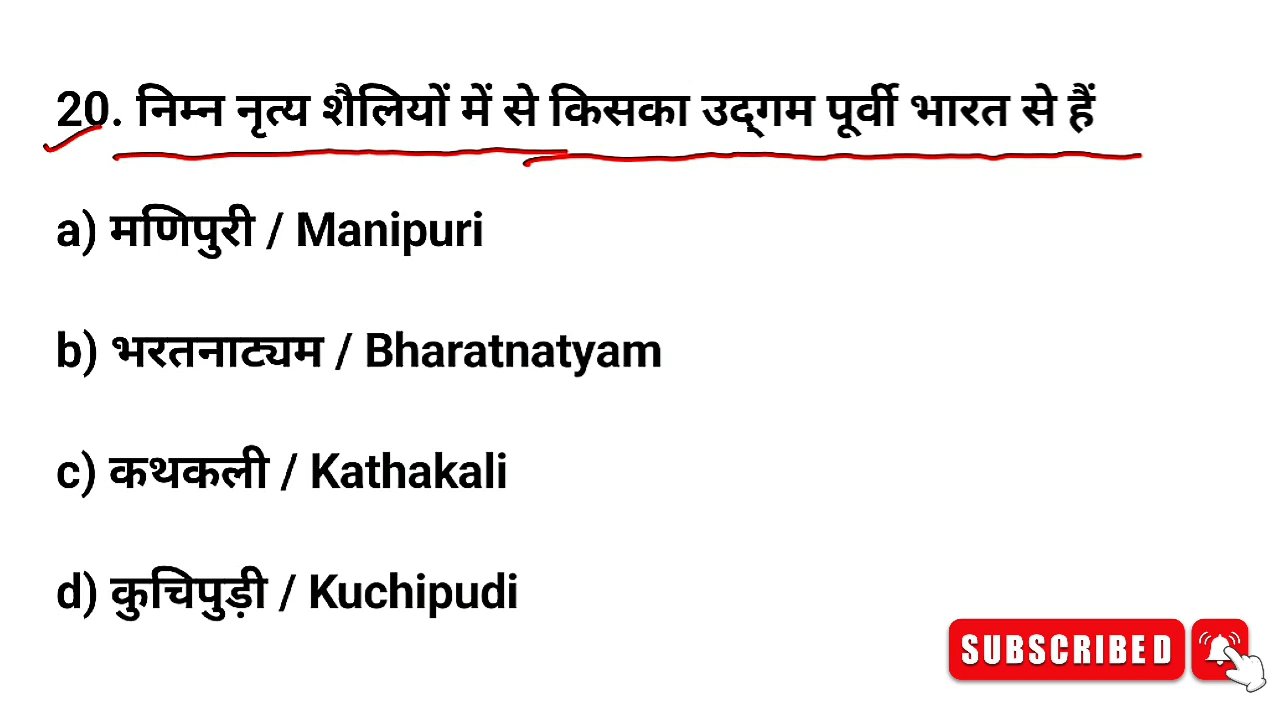 20. निम्न नृत्य शैलियों में से किसका उद्गम पूर्वी भारत से हैं
a) मणिपुरी / Manipuri
b) भरतनाट्यम / Bharatnatyam
c) कथकली / Kathakali
d) कुचिपुड़ी / Kuchipudi
SUBSCRIBED